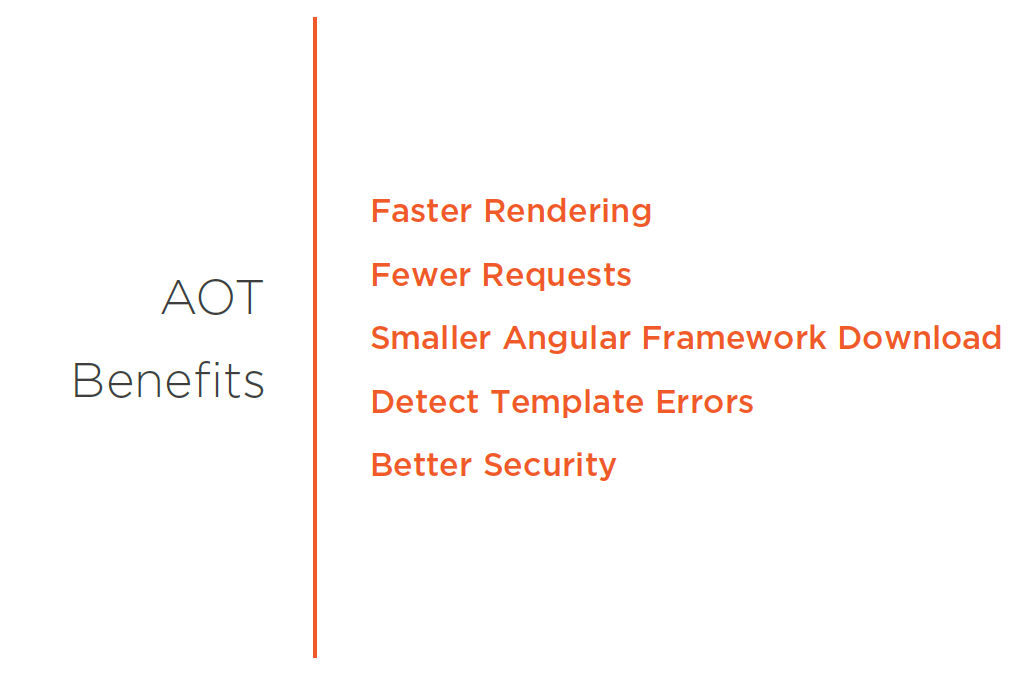 AOT
Benefits
Faster Rendering
Fewer Requests
Smaller Angular Framework Download
Detect Template Errors
Better Security